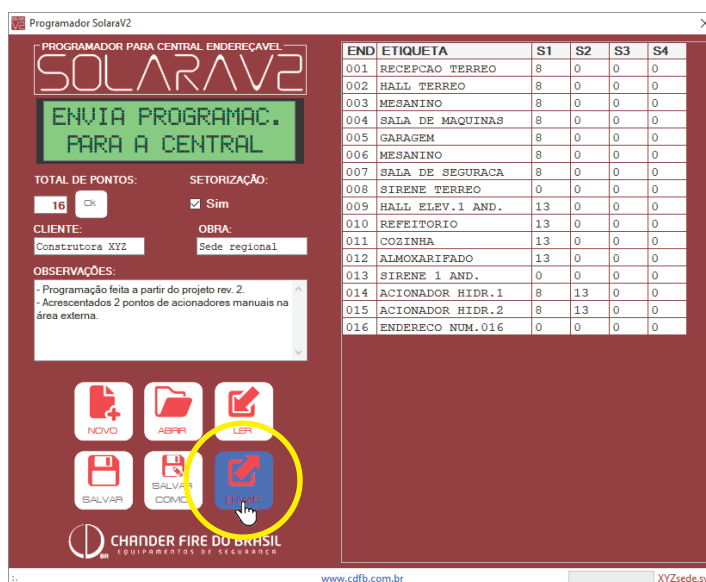 Programador SolaraV2
PROGRAMADOR PARA CENTRAL ENDEREÇAVEL
SOLARAV2
ENVIA PROGRAMAC.
PARA A CENTRAL
TOTAL DE PONTOS: SETORIZAÇÃO:
16 Ok Sim
CLIENTE: OBRA:
Construtora XYZ Sede regional
OBSERVAÇÕES:
- Programação feita a partir do projeto rev. 2.
- Acrescentados 2 pontos de acionadores manuais na
área externa.
NOVO ABRIR LER
SALVAR SALVAR COMO ENVIAR
CHANDER FIRE DO BRASIL
BR EQUIPAMENTOS DE SEGURANÇA
END ETIQUETA S1 S2 S3 S4
001 RECEPCAO TERREO 8 0 0 0
002 HALL TERREO 8 0 0 0
003 MESANINO 8 0 0 0
004 SALA DE MAQUINAS 8 0 0 0
005 GARAGEM 8 0 0 0
006 MESANINO 8 0 0 0
007 SALA DE SEGURACA 8 0 0 0
008 SIRENE TERREO 0 0 0 0
009 HALL ELEV.1 AND. 13 0 0 0
010 REFEITORIO 13 0 0 0
011 COZINHA 13 0 0 0
012 ALMOXARIFADO 13 0 0 0
013 SIRENE 1 AND. 0 0 0 0
014 ACIONADOR HIDR.1 8 13 0 0
015 ACIONADOR HIDR.2 8 13 0 0
016 ENDERECO NUM.016 0 0 0 0
www.cdfb.com.br XYZsede.sv